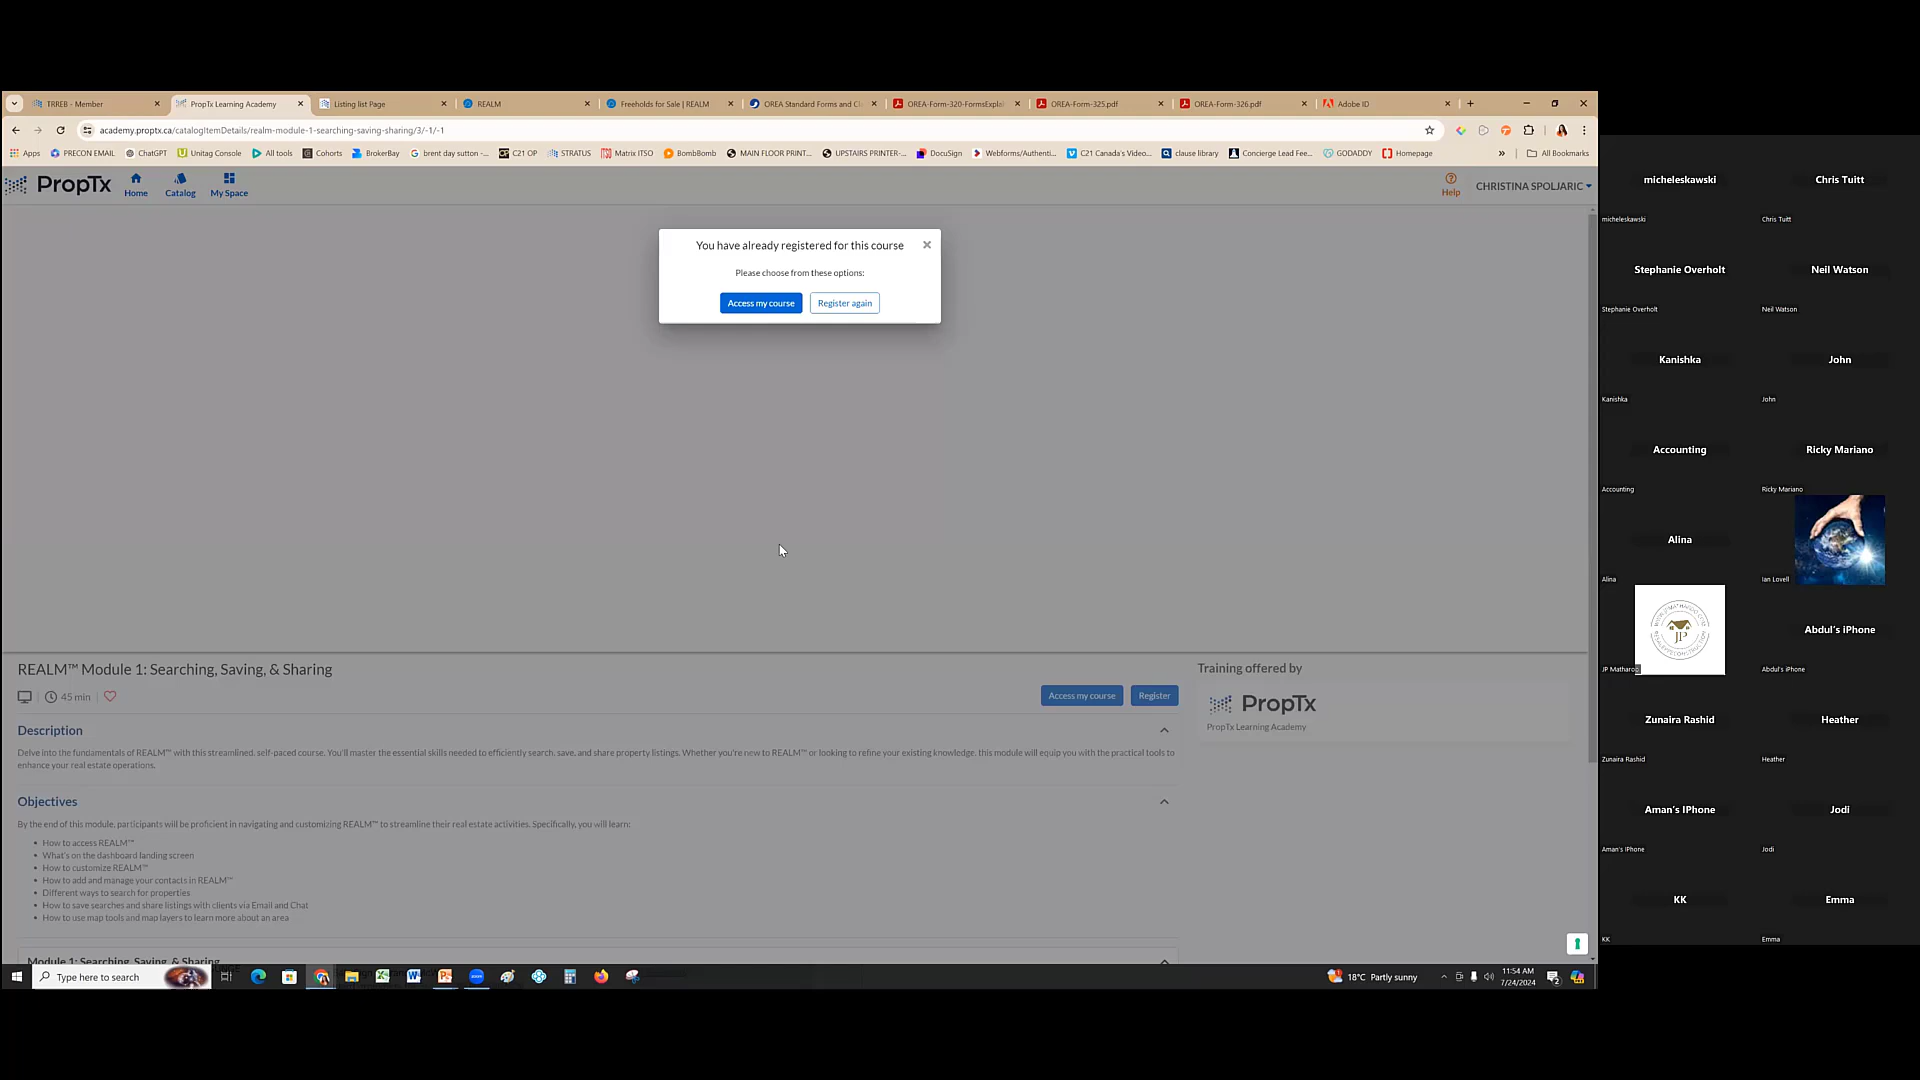 TRREB - Member
PropTx Learning Academy
Listing list Page
REALM
Freeholds for Sale | REALM
OREA Standard Forms and Cl
OREA-Form-320-FormsExplai
OREA-Form-325.pdf
OREA-Form-326.pdf
Adobe ID
academy.proptx.ca/catalogItemDetails/realm-module-1-searching-saving-sharing/3/-1/-1
Apps
PRECON EMAIL
ChatGPT
Unitag Console
All tools
Cohorts
BrokerBay
brent day sutton -...
C21 OP
STRATUS
Matrix ITSO
BombBomb
MAIN FLOOR PRINT...
UPSTAIRS PRINTER-...
DocuSign
Webforms/Authenti...
C21 Canada's Video...
clause library
Concierge Lead Fee...
GODADDY
Homepage
»
All Bookmarks
PropTx
Home
Catalog
My Space
Help
CHRISTINA SPOLJARIC
You have already registered for this course
Please choose from these options:
Access my course
Register again
REALM™ Module 1: Searching, Saving, & Sharing
45 min
Access my course
Register
Training offered by
PropTx
PropTx Learning Academy
Description
Delve into the fundamentals of REALM™ with this streamlined, self-paced course. You'll master the essential skills needed to efficiently search, save, and share property listings. Whether you're new to REALM™ or looking to refine your existing knowledge, this module will equip you with the practical tools to
enhance your real estate operations.
Objectives
By the end of this module, participants will be proficient in navigating and customizing REALM™ to streamline their real estate activities. Specifically, you will learn:
• How to access REALM™
• What's on the dashboard landing screen
• How to customize REALM™
• How to add and manage your contacts in REALM™
• Different ways to search for properties
• How to save searches and share listings with clients via Email and Chat
• How to use map tools and map layers to learn more about an area
Module 1: Searching, Saving, & Sharing
Type here to search
18°C Partly sunny
11:54 AM
7/24/2024
micheleskawski
Chris Tuitt
micheleskawski
Chris Tuitt
Stephanie Overholt
Neil Watson
Stephanie Overholt
Neil Watson
Kanishka
John
Kanishka
John
Accounting
Ricky Mariano
Accounting
Ricky Mariano
Alina
Alina
Ian Lovell
JP
Abdul's iPhone
JP Matharoo
Abdul's iPhone
Zunaira Rashid
Heather
Zunaira Rashid
Heather
Aman's IPhone
Jodi
Aman's IPhone
Jodi
KK
Emma
KK
Emma